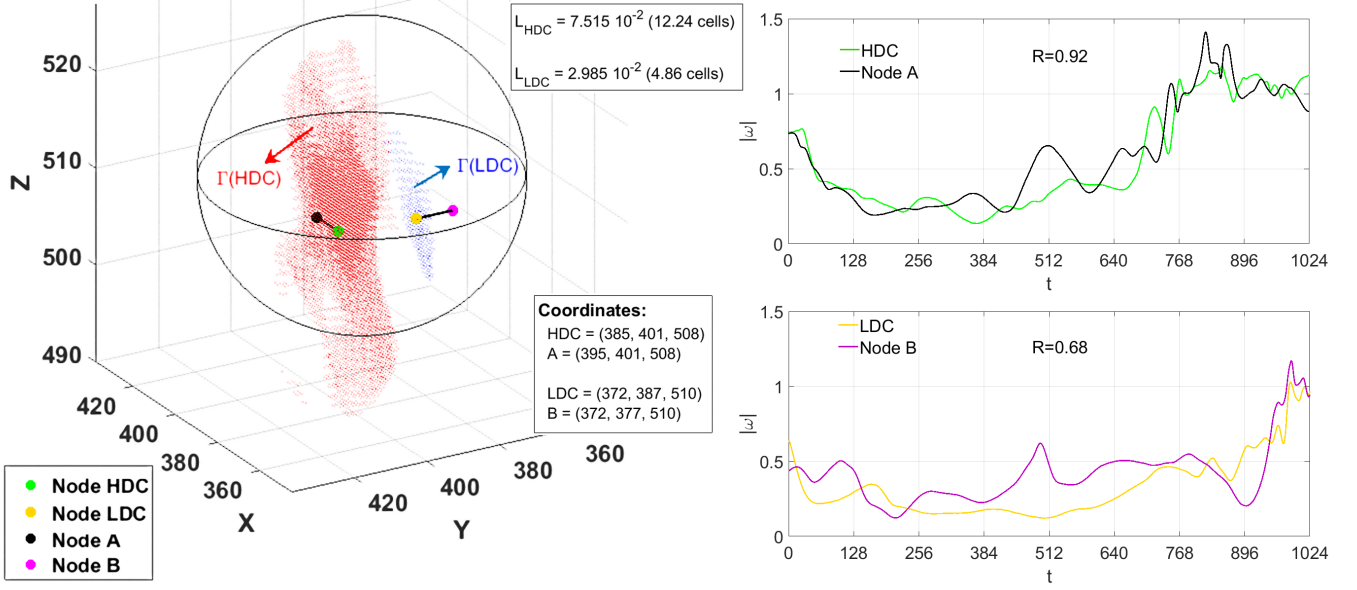 520
510
500
490
Z
420
400
380
360
X
420
400
380
360
Y
Γ(HDC)
Γ(LDC)
L_HDC = 7.515 10^-2 (12.24 cells)
L_LDC = 2.985 10^-2 (4.86 cells)
Coordinates:
HDC = (385, 401, 508)
A = (395, 401, 508)
LDC = (372, 387, 510)
B = (372, 377, 510)
Node HDC
Node LDC
Node A
Node B
1.5
1
0.5
0
|ω|
HDC
Node A
R=0.92
0 128 256 384 512 640 768 896 1024
t
1.5
1
0.5
0
|ω|
LDC
Node B
R=0.68
0 128 256 384 512 640 768 896 1024
t